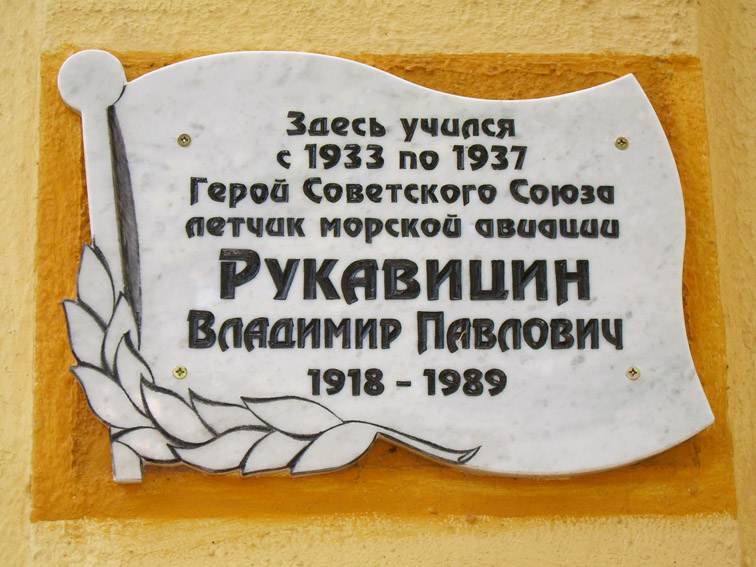 Здесь учился
с 1933 по 1937
Герой Советского Союза
летчик морской авиации
Рукавицин
Владимир Павлович
1918 - 1989